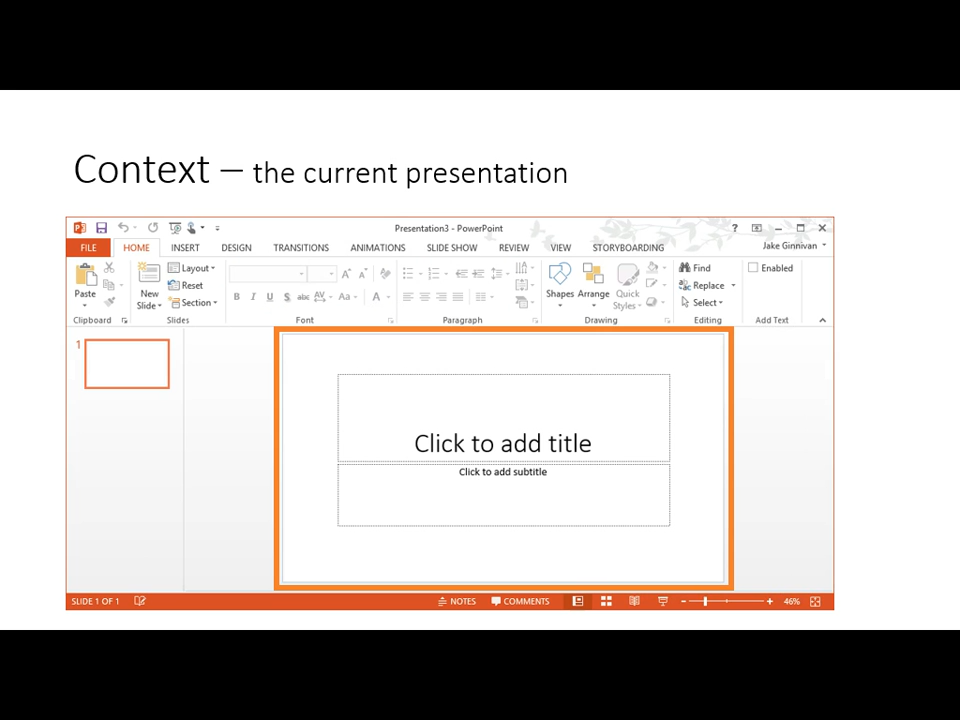 Context – the current presentation
Presentation3 - PowerPoint
?
FILE HOME INSERT DESIGN TRANSITIONS ANIMATIONS SLIDE SHOW REVIEW VIEW STORYBOARDING Jake Ginnivan
Paste
New Slide
Layout
Reset
Section
B I U S abc AV Aa A
Shapes Arrange Quick Styles
Find
Replace
Select
Enabled
Clipboard Slides Font Paragraph Drawing Editing Add Text
1
Click to add title
Click to add subtitle
SLIDE 1 OF 1 NOTES COMMENTS 46%